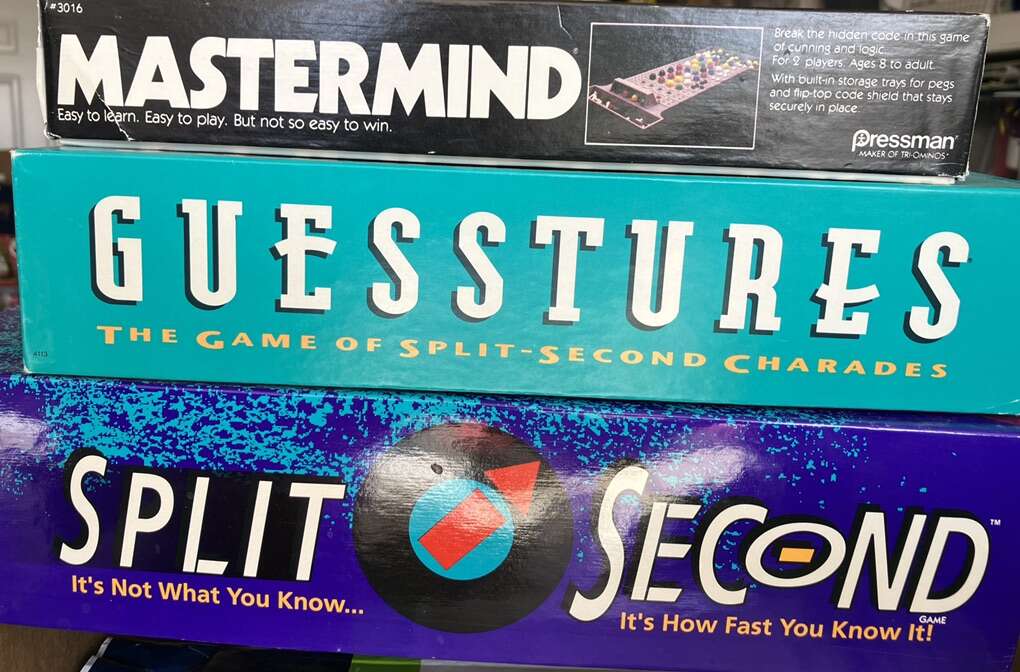 #3016
MASTERMIND
Easy to learn. Easy to play. But not so easy to win.
Break the hidden code in this game
of cunning and logic.
For 2 players. Ages 8 to adult.
With built-in storage trays for pegs
and flip-top code shield that stays
securely in place.
Pressman®
MAKER OF TRI-OMINOS®
GUESSTURES
THE GAME OF SPLIT-SECOND CHARADES
4113
SPLIT SECOND™
GAME
It's Not What You Know...
It's How Fast You Know It!